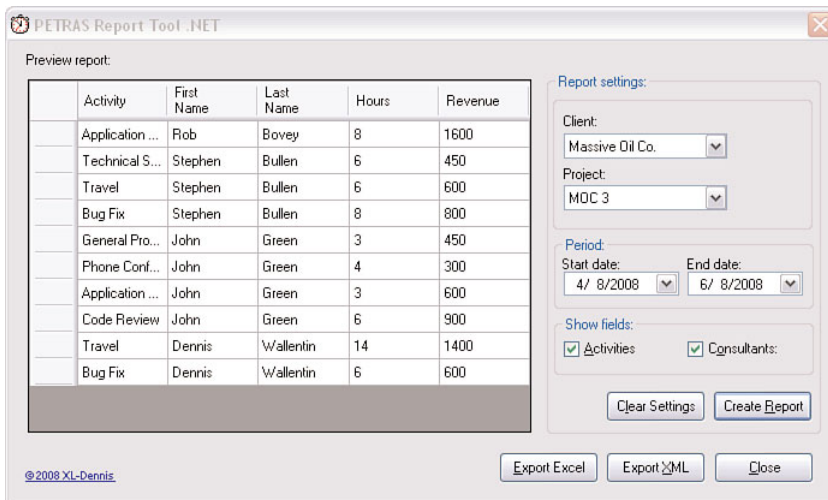 PETRAS Report Tool .NET
Preview report:
Activity First Name Last Name Hours Revenue
Application ... Rob Bovey 8 1600
Technical S... Stephen Bullen 6 450
Travel Stephen Bullen 6 600
Bug Fix Stephen Bullen 8 800
General Pro... John Green 3 450
Phone Conf... John Green 4 300
Application ... John Green 3 600
Code Review John Green 6 900
Travel Dennis Wallentin 14 1400
Bug Fix Dennis Wallentin 6 600
Report settings:
Client:
Massive Oil Co.
Project:
MOC 3
Period:
Start date: End date:
4/ 8/2008 6/ 8/2008
Show fields:
Activities Consultants:
Clear Settings Create Report
© 2008 XL-Dennis
Export Excel Export XML Close